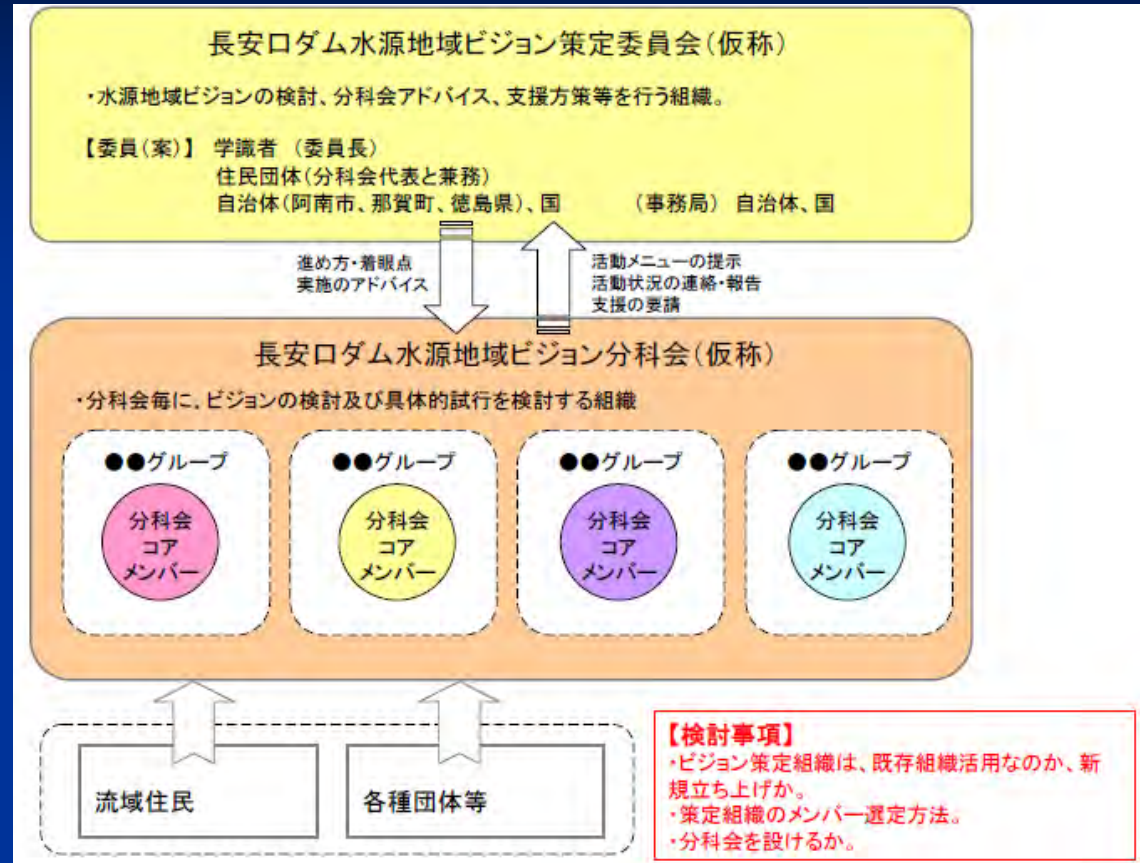 長安口ダム水源地域ビジョン策定委員会（仮称）
・水源地域ビジョンの検討、分科会アドバイス、支援方策等を行う組織。
【委員（案）】 学識者 （委員長）
住民団体（分科会代表と兼務）
自治体（阿南市、那賀町、徳島県）、国 （事務局） 自治体、国
進め方・着眼点
実施のアドバイス
活動メニューの提示
活動状況の連絡・報告
支援の要請
長安口ダム水源地域ビジョン分科会（仮称）
・分科会毎に、ビジョンの検討及び具体的試行を検討する組織
●●グループ
分科会
コア
メンバー
●●グループ
分科会
コア
メンバー
●●グループ
分科会
コア
メンバー
●●グループ
分科会
コア
メンバー
流域住民
各種団体等
【検討事項】
・ビジョン策定組織は、既存組織活用なのか、新
規立ち上げか。
・策定組織のメンバー選定方法。
・分科会を設けるか。